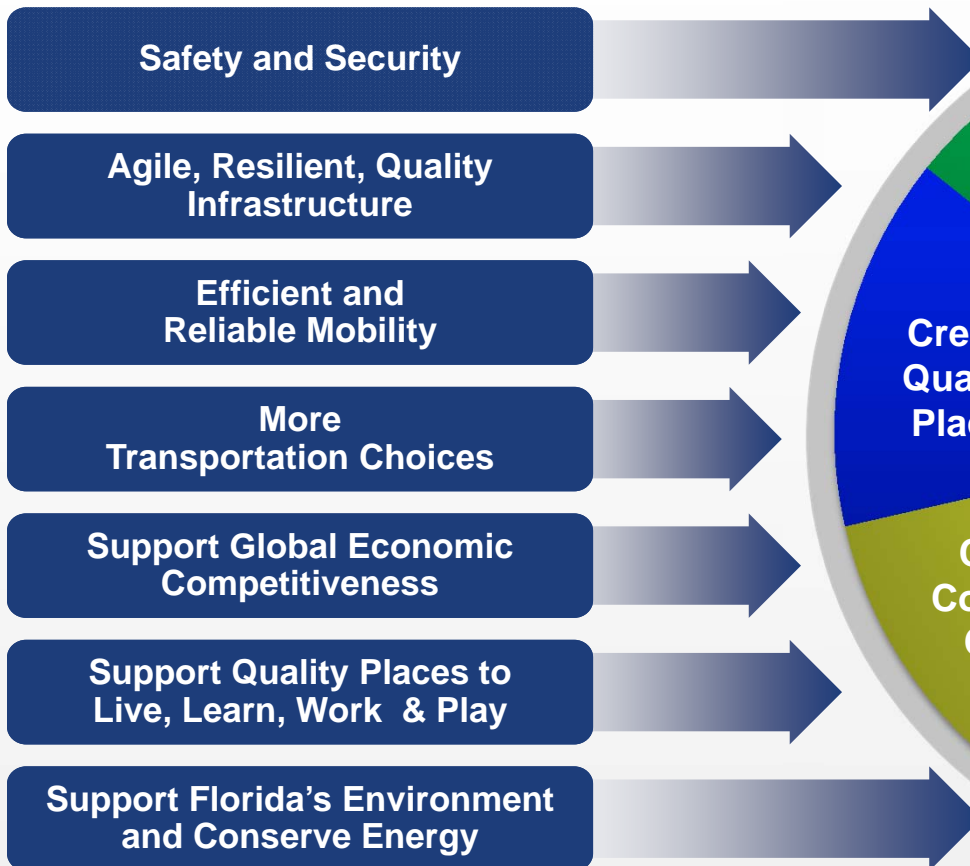 Safety and Security
Agile, Resilient, Quality
Infrastructure
Efficient and
Reliable Mobility
More
Transportation Choices
Support Global Economic
Competitiveness
Support Quality Places to
Live, Learn, Work & Play
Support Florida’s Environment
and Conserve Energy